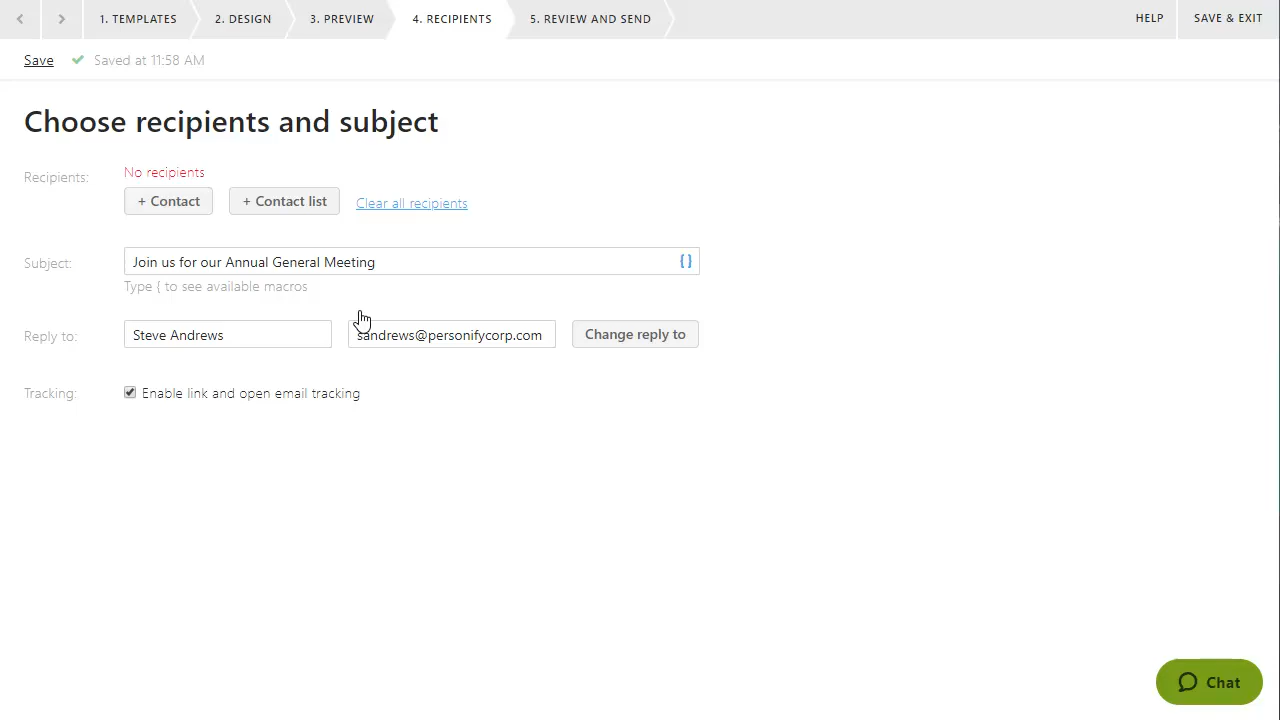 1. TEMPLATES 2. DESIGN 3. PREVIEW 4. RECIPIENTS 5. REVIEW AND SEND HELP SAVE & EXIT
Save Saved at 11:58 AM
Choose recipients and subject
Recipients: No recipients
+ Contact + Contact list Clear all recipients
Subject: Join us for our Annual General Meeting { }
Type { to see available macros
Reply to: Steve Andrews sandrews@personifycorp.com Change reply to
Tracking: Enable link and open email tracking
Chat